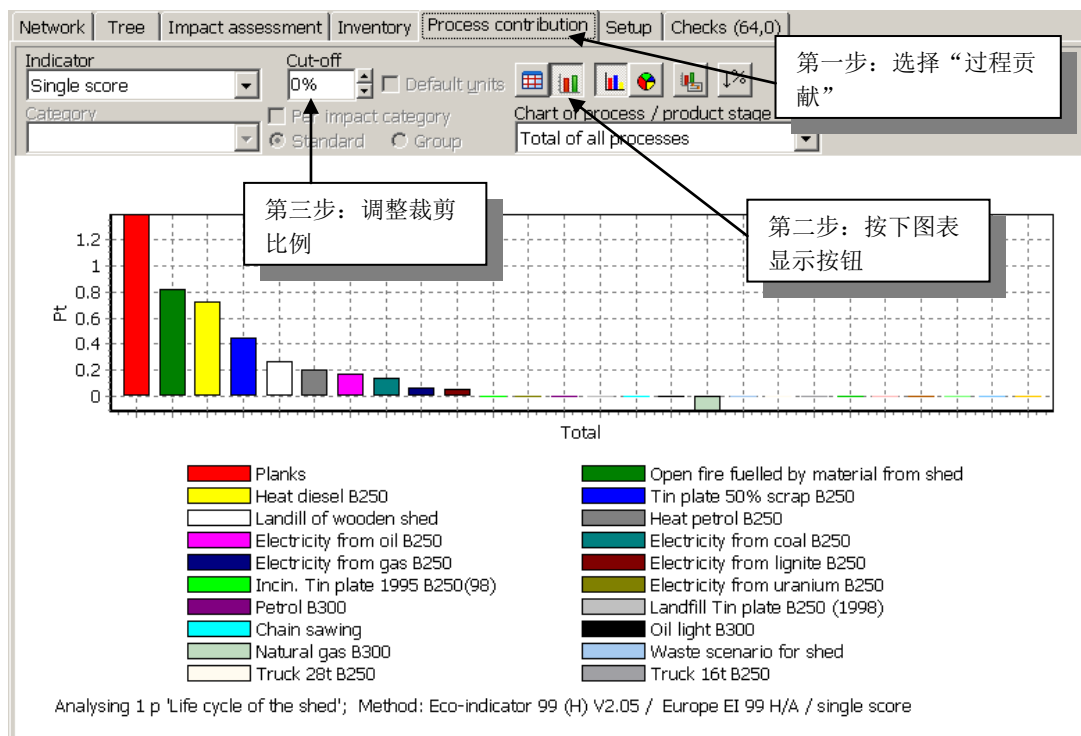 Network Tree Impact assessment Inventory Process contribution Setup Checks (64,0)
Indicator
Single score
Cut-off
0%
Default units
Category
Per impact category
Standard Group
Chart of process / product stage
Total of all processes
第一步：选择“过程贡
献”
第二步：按下图表
显示按钮
第三步：调整裁剪
比例
Pt
1.2
1
0.8
0.6
0.4
0.2
0
Total
Planks
Open fire fuelled by material from shed
Heat diesel B250
Tin plate 50% scrap B250
Landill of wooden shed
Heat petrol B250
Electricity from oil B250
Electricity from coal B250
Electricity from gas B250
Electricity from lignite B250
Incin. Tin plate 1995 B250(98)
Electricity from uranium B250
Petrol B300
Landfill Tin plate B250 (1998)
Chain sawing
Oil light B300
Natural gas B300
Waste scenario for shed
Truck 28t B250
Truck 16t B250
Analysing 1 p 'Life cycle of the shed'; Method: Eco-indicator 99 (H) V2.05 / Europe EI 99 H/A / single score